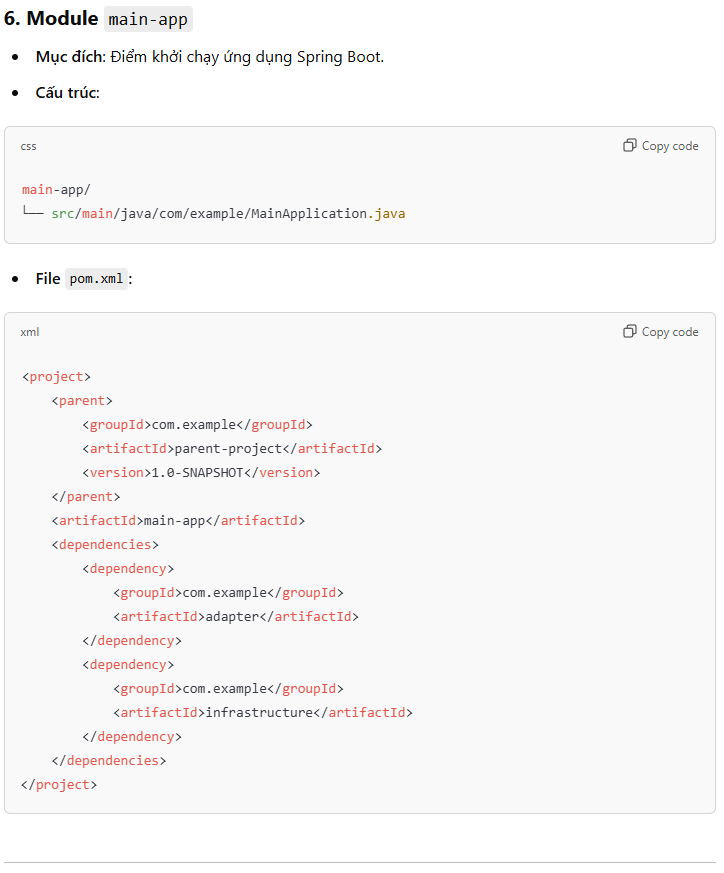 6. Module main-app
• Mục đích: Điểm khởi chạy ứng dụng Spring Boot.
• Cấu trúc:
css
Copy code
main-app/
└── src/main/java/com/example/MainApplication.java
• File pom.xml:
xml
Copy code
<project>
    <parent>
        <groupId>com.example</groupId>
        <artifactId>parent-project</artifactId>
        <version>1.0-SNAPSHOT</version>
    </parent>
    <artifactId>main-app</artifactId>
    <dependencies>
        <dependency>
            <groupId>com.example</groupId>
            <artifactId>adapter</artifactId>
        </dependency>
        <dependency>
            <groupId>com.example</groupId>
            <artifactId>infrastructure</artifactId>
        </dependency>
    </dependencies>
</project>